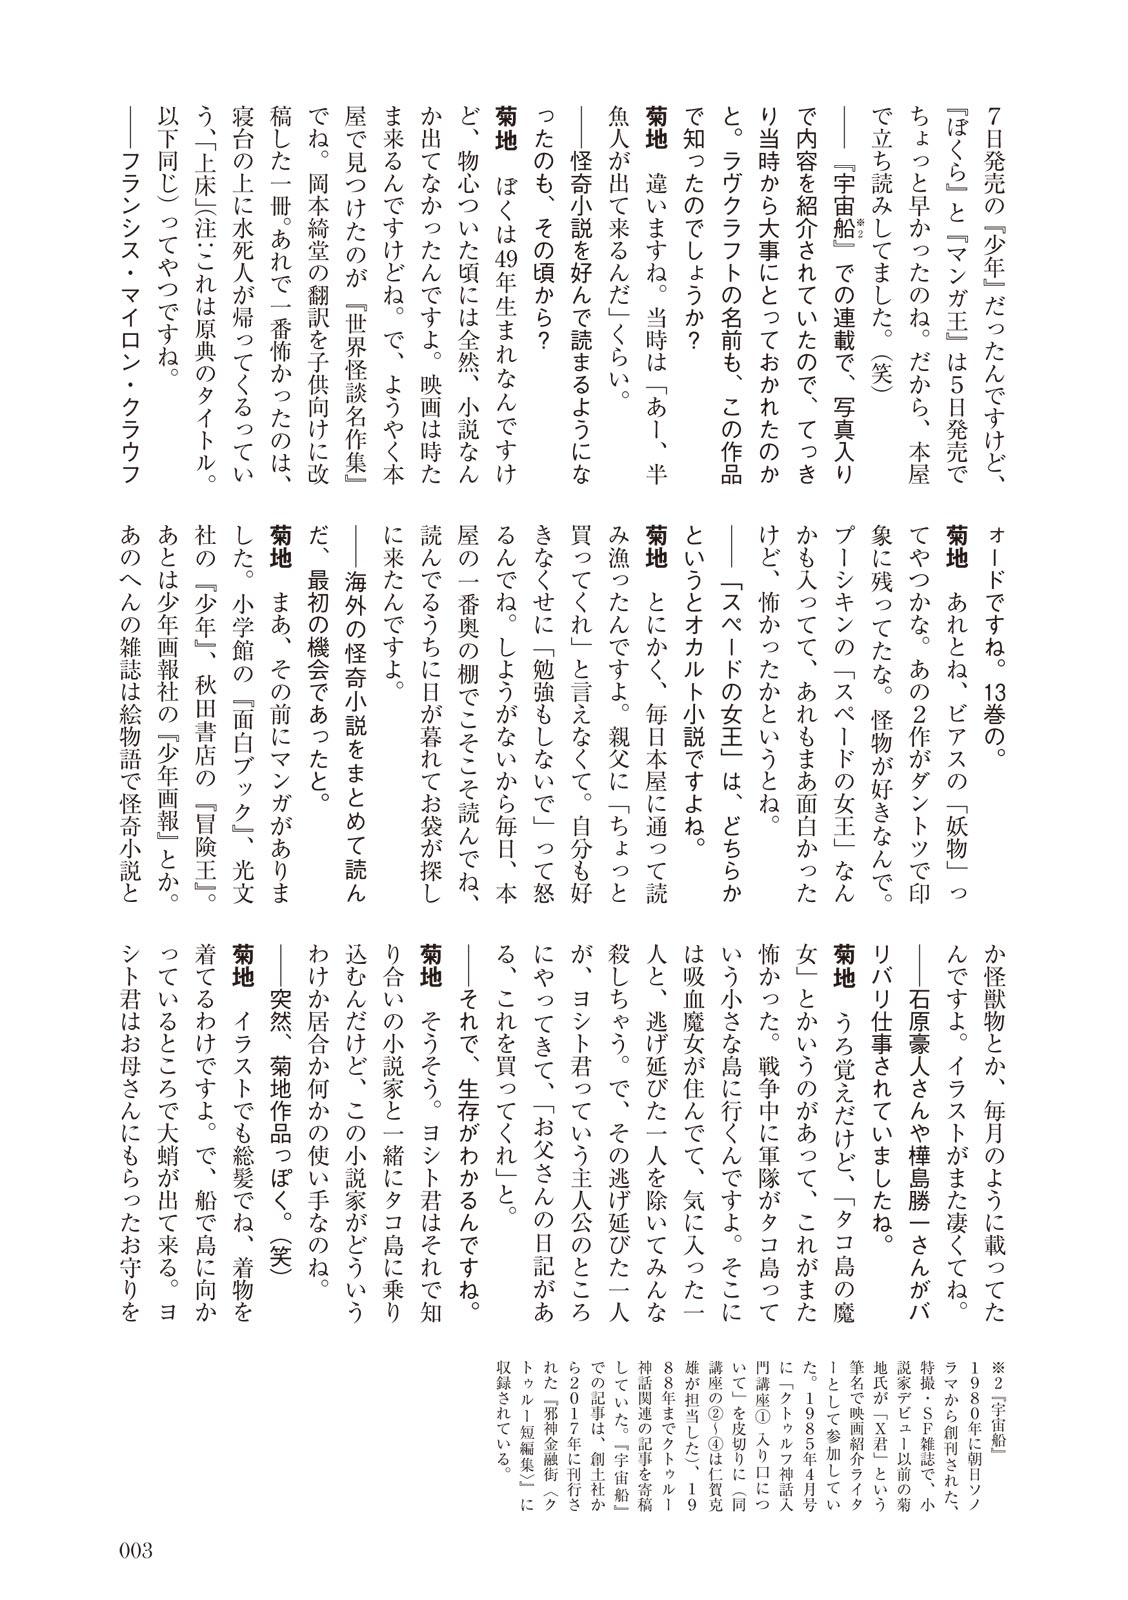 ７日発売の『少年』だったんですけど、
『ぼくら』と『マンガ王』は５日発売で
ちょっと早かったのね。だから、本屋
で立ち読みしてました。（笑）
――『宇宙船※2』での連載で、写真入り
で内容を紹介されていたので、てっき
り当時から大事にとっておかれたのか
と。ラヴクラフトの名前も、この作品
で知ったのでしょうか？
菊地　違いますね。当時は「あー、半
魚人が出て来るんだ」くらい。
――怪奇小説を好んで読まるようにな
ったのも、その頃から？
菊地　ぼくは49年生まれなんですけ
ど、物心ついた頃には全然、小説なん
か出てなかったんですよ。映画は時た
ま来るんですけどね。で、ようやく本
屋で見つけたのが『世界怪談名作集』
でね。岡本綺堂の翻訳を子供向けに改
稿した一冊。あれで一番怖かったのは、
寝台の上に水死人が帰ってくるってい
う、「上床」（注：これは原典のタイトル。
以下同じ）ってやつですね。
――フランシス・マイロン・クラウフ
ォードですね。13巻の。
菊地　あれとね、ビアスの「妖物」っ
てやつかな。あの２作がダントツで印
象に残ってたな。怪物が好きなんで。
プーシキンの「スペードの女王」なん
かも入ってて、あれもまあ面白かった
けど、怖かったかというとね。
――「スペードの女王」は、どちらか
というとオカルト小説ですよね。
菊地　とにかく、毎日本屋に通って読
み漁ったんですよ。親父に「ちょっと
買ってくれ」と言えなくて。自分も好
きなくせに「勉強もしないで」って怒
るんでね。しようがないから毎日、本
屋の一番奥の棚でこそこそ読んでね、
読んでるうちに日が暮れてお袋が探し
に来たんですよ。
――海外の怪奇小説をまとめて読ん
だ、最初の機会であったと。
菊地　まあ、その前にマンガがありま
した。小学館の『面白ブック』、光文
社の『少年』、秋田書店の『冒険王』。
あとは少年画報社の『少年画報』とか。
あのへんの雑誌は絵物語で怪奇小説と
か怪獣物とか、毎月のように載ってた
んですよ。イラストがまた凄くてね。
――石原豪人さんや樺島勝一さんがバ
リバリ仕事されていましたね。
菊地　うろ覚えだけど、「タコ島の魔
女」とかいうのがあって、これがまた
怖かった。戦争中に軍隊がタコ島って
いう小さな島に行くんですよ。そこに
は吸血魔女が住んでて、気に入った一
人と、逃げ延びた一人を除いてみんな
殺しちゃう。で、その逃げ延びた一人
が、ヨシト君っていう主人公のところ
にやってきて、「お父さんの日記があ
る、これを買ってくれ」と。
――それで、生存がわかるんですね。
菊地　そうそう。ヨシト君はそれで知
り合いの小説家と一緒にタコ島に乗り
込むんだけど、この小説家がどういう
わけか居合か何かの使い手なのね。
――突然、菊地作品っぽく。（笑）
菊地　イラストでも総髪でね、着物を
着てるわけですよ。で、船で島に向か
っているところで大蛸が出て来る。ヨ
シト君はお母さんにもらったお守りを
※２『宇宙船』
１９８０年に朝日ソノ
ラマから創刊された、
特撮・ＳＦ雑誌で、小
説家デビュー以前の菊
地氏が「Ｘ君」という
筆名で映画紹介ライタ
ーとして参加してい
た。１９８５年４月号
に「クトゥルフ神話入
門講座① 入り口につ
いて」を皮切りに（同
講座の②〜④は仁賀克
雄が担当した）、１９
８８年までクトゥルー
神話関連の記事を寄稿
していた。『宇宙船』
での記事は、創土社か
ら２０１７年に刊行さ
れた『邪神金融街〈ク
トゥルー短編集〉』に
収録されている。
003